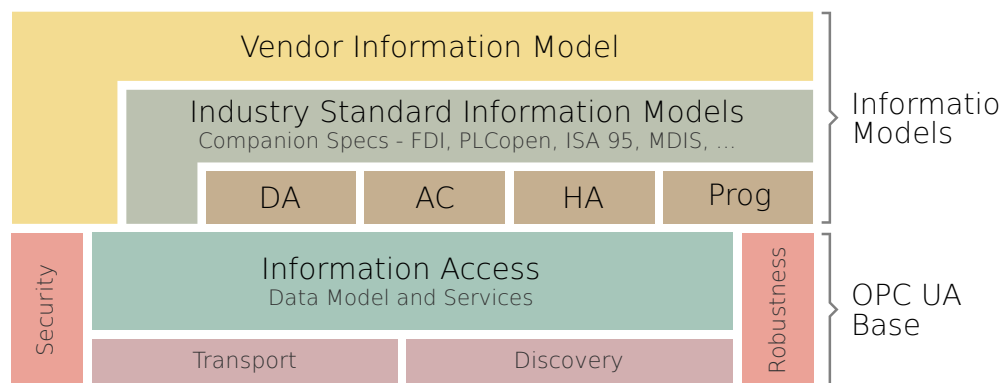 Vendor Information Model
Industry Standard Information Models
Companion Specs - FDI, PLCopen, ISA 95, MDIS, ...
DA
AC
HA
Prog
Informatio
Models
Security
Information Access
Data Model and Services
Robustness
OPC UA
Base
Transport
Discovery